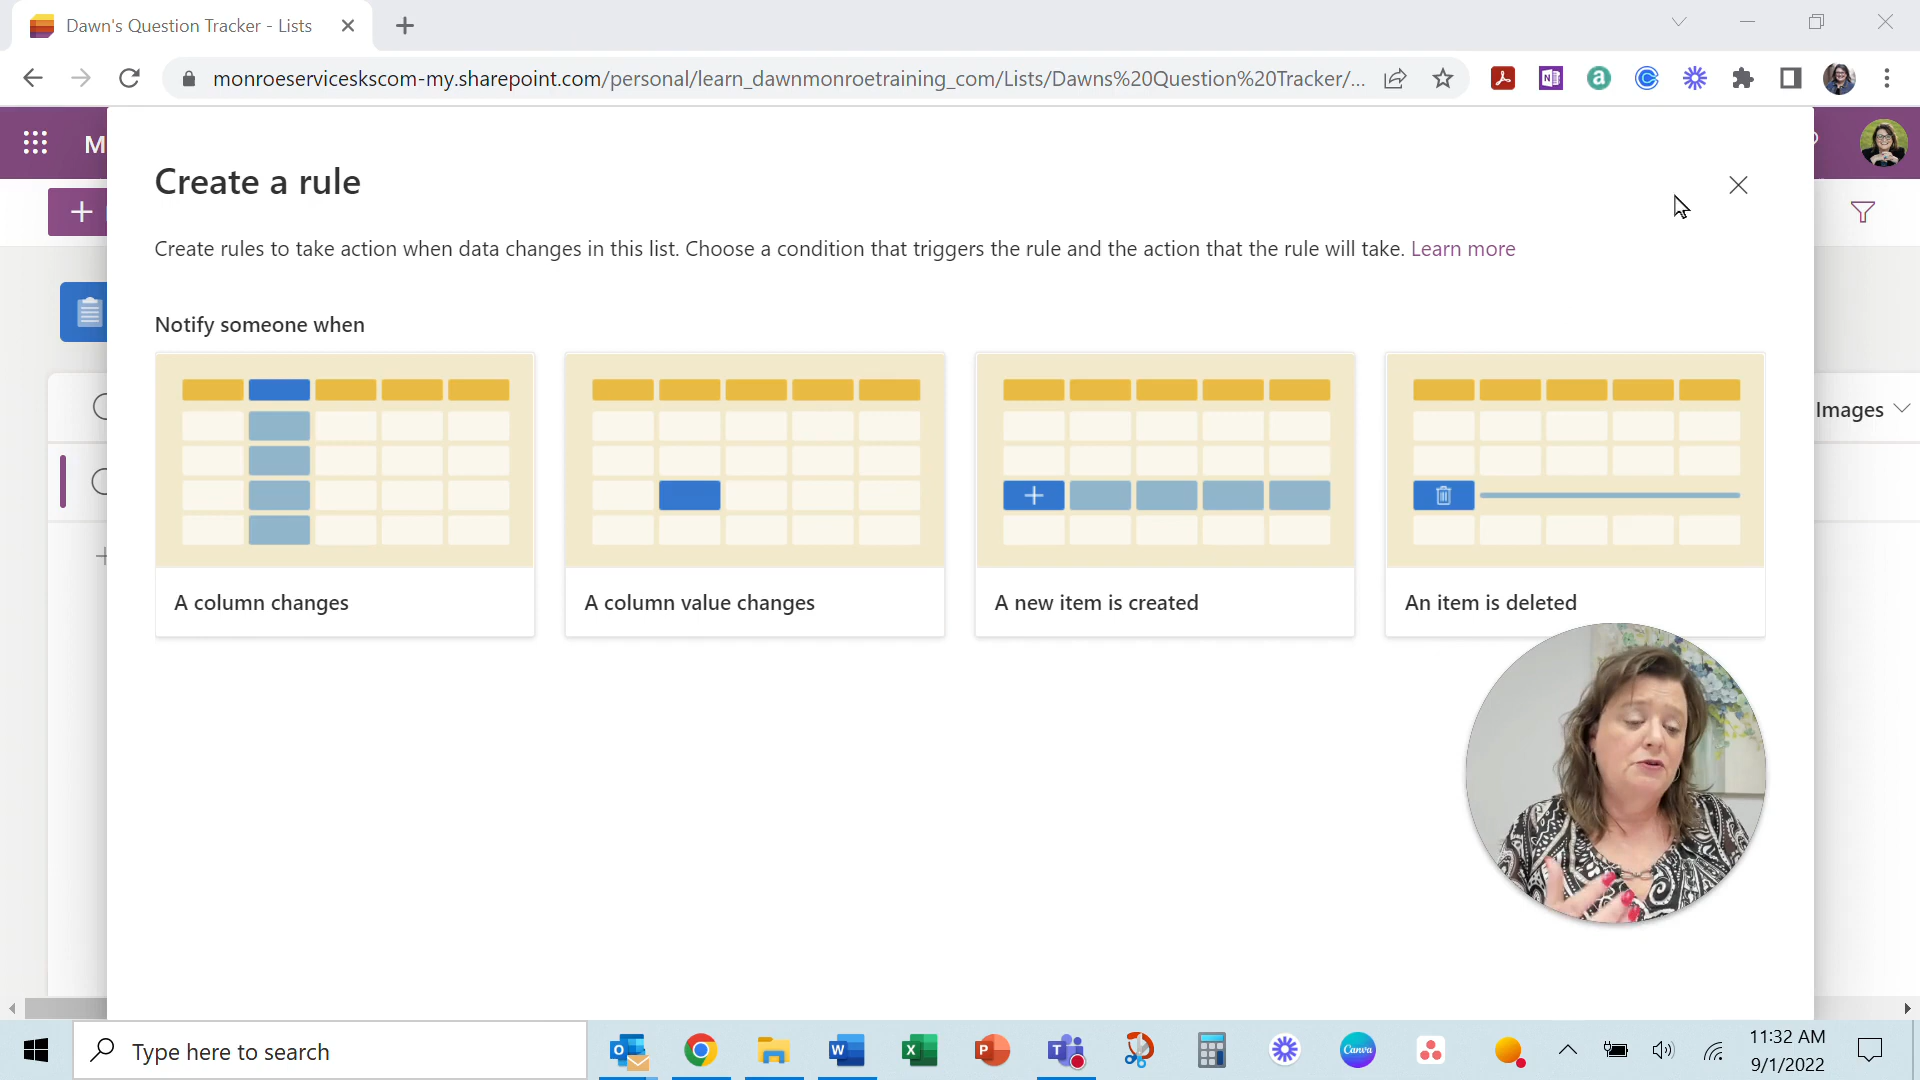 Dawn's Question Tracker - Lists
monroeserviceskscom-my.sharepoint.com/personal/learn_dawnmonroetraining_com/Lists/Dawns%20Question%20Tracker/...
M
Create a rule
Create rules to take action when data changes in this list. Choose a condition that triggers the rule and the action that the rule will take. Learn more
Notify someone when
Images
A column changes
A column value changes
A new item is created
An item is deleted
Type here to search
Canva
11:32 AM
9/1/2022